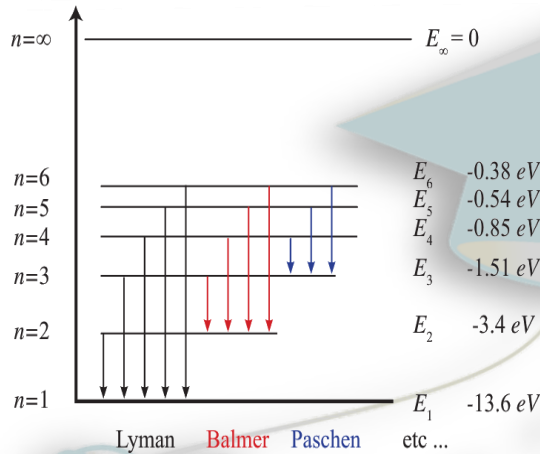 n=∞ E∞ = 0
n=6 E6 -0.38 eV
n=5 E5 -0.54 eV
n=4 E4 -0.85 eV
n=3 E3 -1.51 eV
n=2 E2 -3.4 eV
n=1 E1 -13.6 eV
Lyman Balmer Paschen etc ...